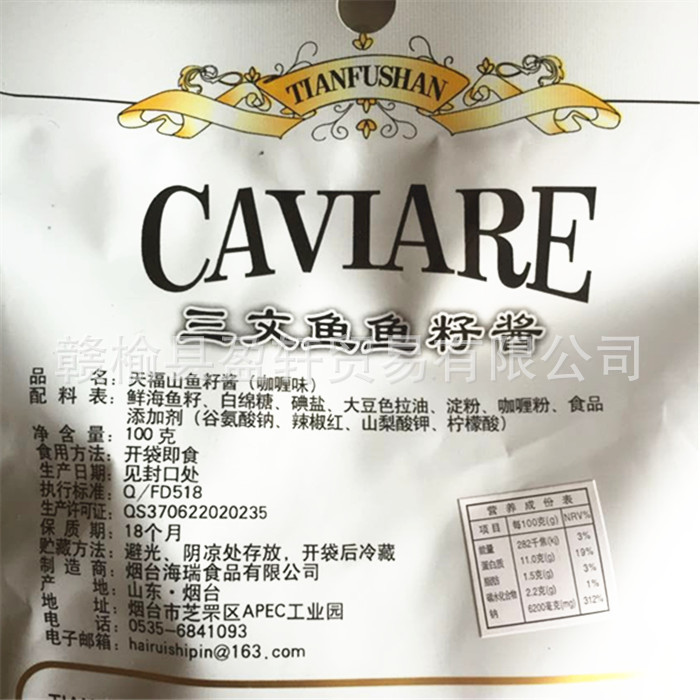 TIANFUSHAN
CAVIARE
三文鱼鱼籽酱
赣榆县盈轩贸易有限公司
品 名：天福山鱼籽酱（咖喱味）
配 料 表：鲜海鱼籽、白绵糖、碘盐、大豆色拉油、淀粉、咖喱粉、食品
添加剂（谷氨酸钠、辣椒红、山梨酸钾、柠檬酸）
净 含 量：100克
食用方法：开袋即食
生产日期：见封口处
执行标准：Q/FD518
生产许可证：QS370622020235
保 质 期：18个月
贮藏方法：避光、阴凉处存放，开袋后冷藏
制 造 商：烟台海瑞食品有限公司
产 地：山东·烟台
地 址：烟台市芝罘区APEC工业园
电 话：0535-6841093
电子邮箱：hairuishipin@163.com
营养成份表
项目 每100克(g) NRV%
能量 282千焦(kj) 3%
蛋白质 11.0克(g) 19%
脂肪 1.5克(g) 3%
碳水化合物 2.2克(g) 1%
钠 6200毫克(mg) 312%